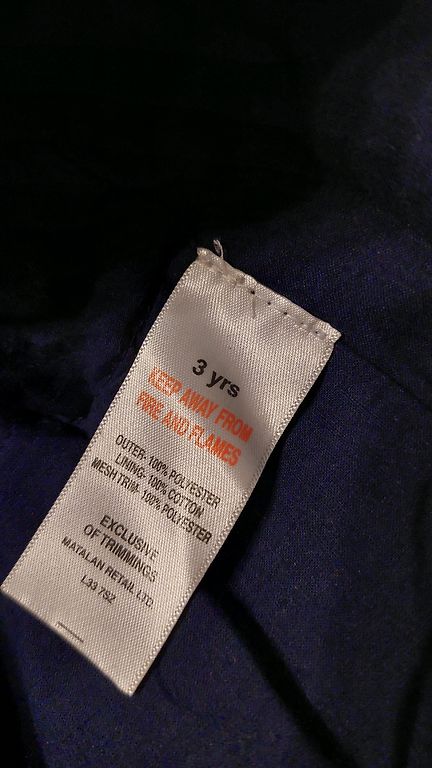 3 yrs
KEEP AWAY FROM
FIRE AND FLAMES
OUTER- 100% POLYESTER
LINING- 100% COTTON
MESH TRIM- 100% POLYESTER
EXCLUSIVE
OF TRIMMINGS
MATALAN RETAIL LTD.
L33 7SZ